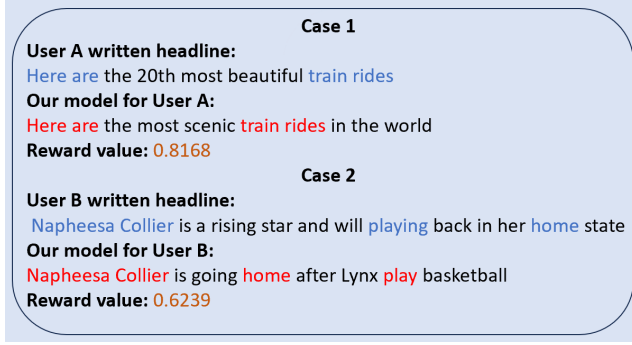 Case 1
User A written headline:
Here are the 20th most beautiful train rides
Our model for User A:
Here are the most scenic train rides in the world
Reward value: 0.8168
Case 2
User B written headline:
Napheesa Collier is a rising star and will playing back in her home state
Our model for User B:
Napheesa Collier is going home after Lynx play basketball
Reward value: 0.6239